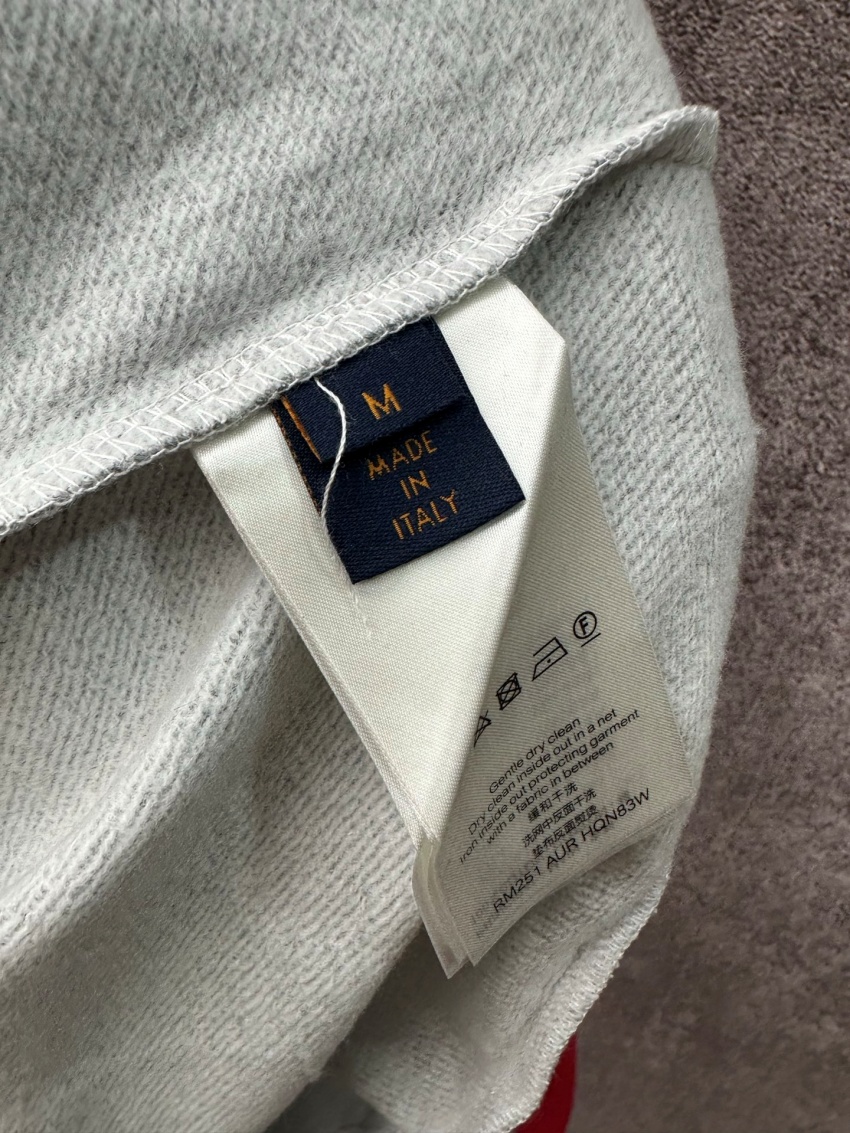 M
MADE
IN
ITALY
F
Gentle dry clean
Dry clean inside out in a net
Iron inside out protecting garment
with a fabric in between
缓和干洗
洗网中反面干洗
垫布反面熨烫
RM251 AUR HQN83W